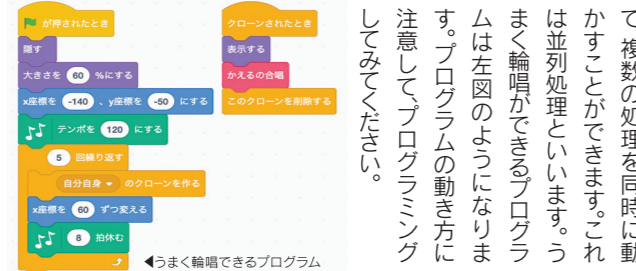 が押されたとき
隠す
大きさを 60 %にする
x座標を -140 、y座標を -50 にする
テンポを 120 にする
5 回繰り返す
自分自身 のクローンを作る
x座標を 60 ずつ変える
8 拍休む
クローンされたとき
表示する
かえるの合唱
このクローンを削除する
◀うまく輪唱できるプログラム
で、複数の処理を同時に動
かすことができます。これ
は並列処理といいます。う
まく輪唱ができるプログラ
ムは左図のようになりま
す。プログラムの動き方に
注意して、プログラミング
してみてください。